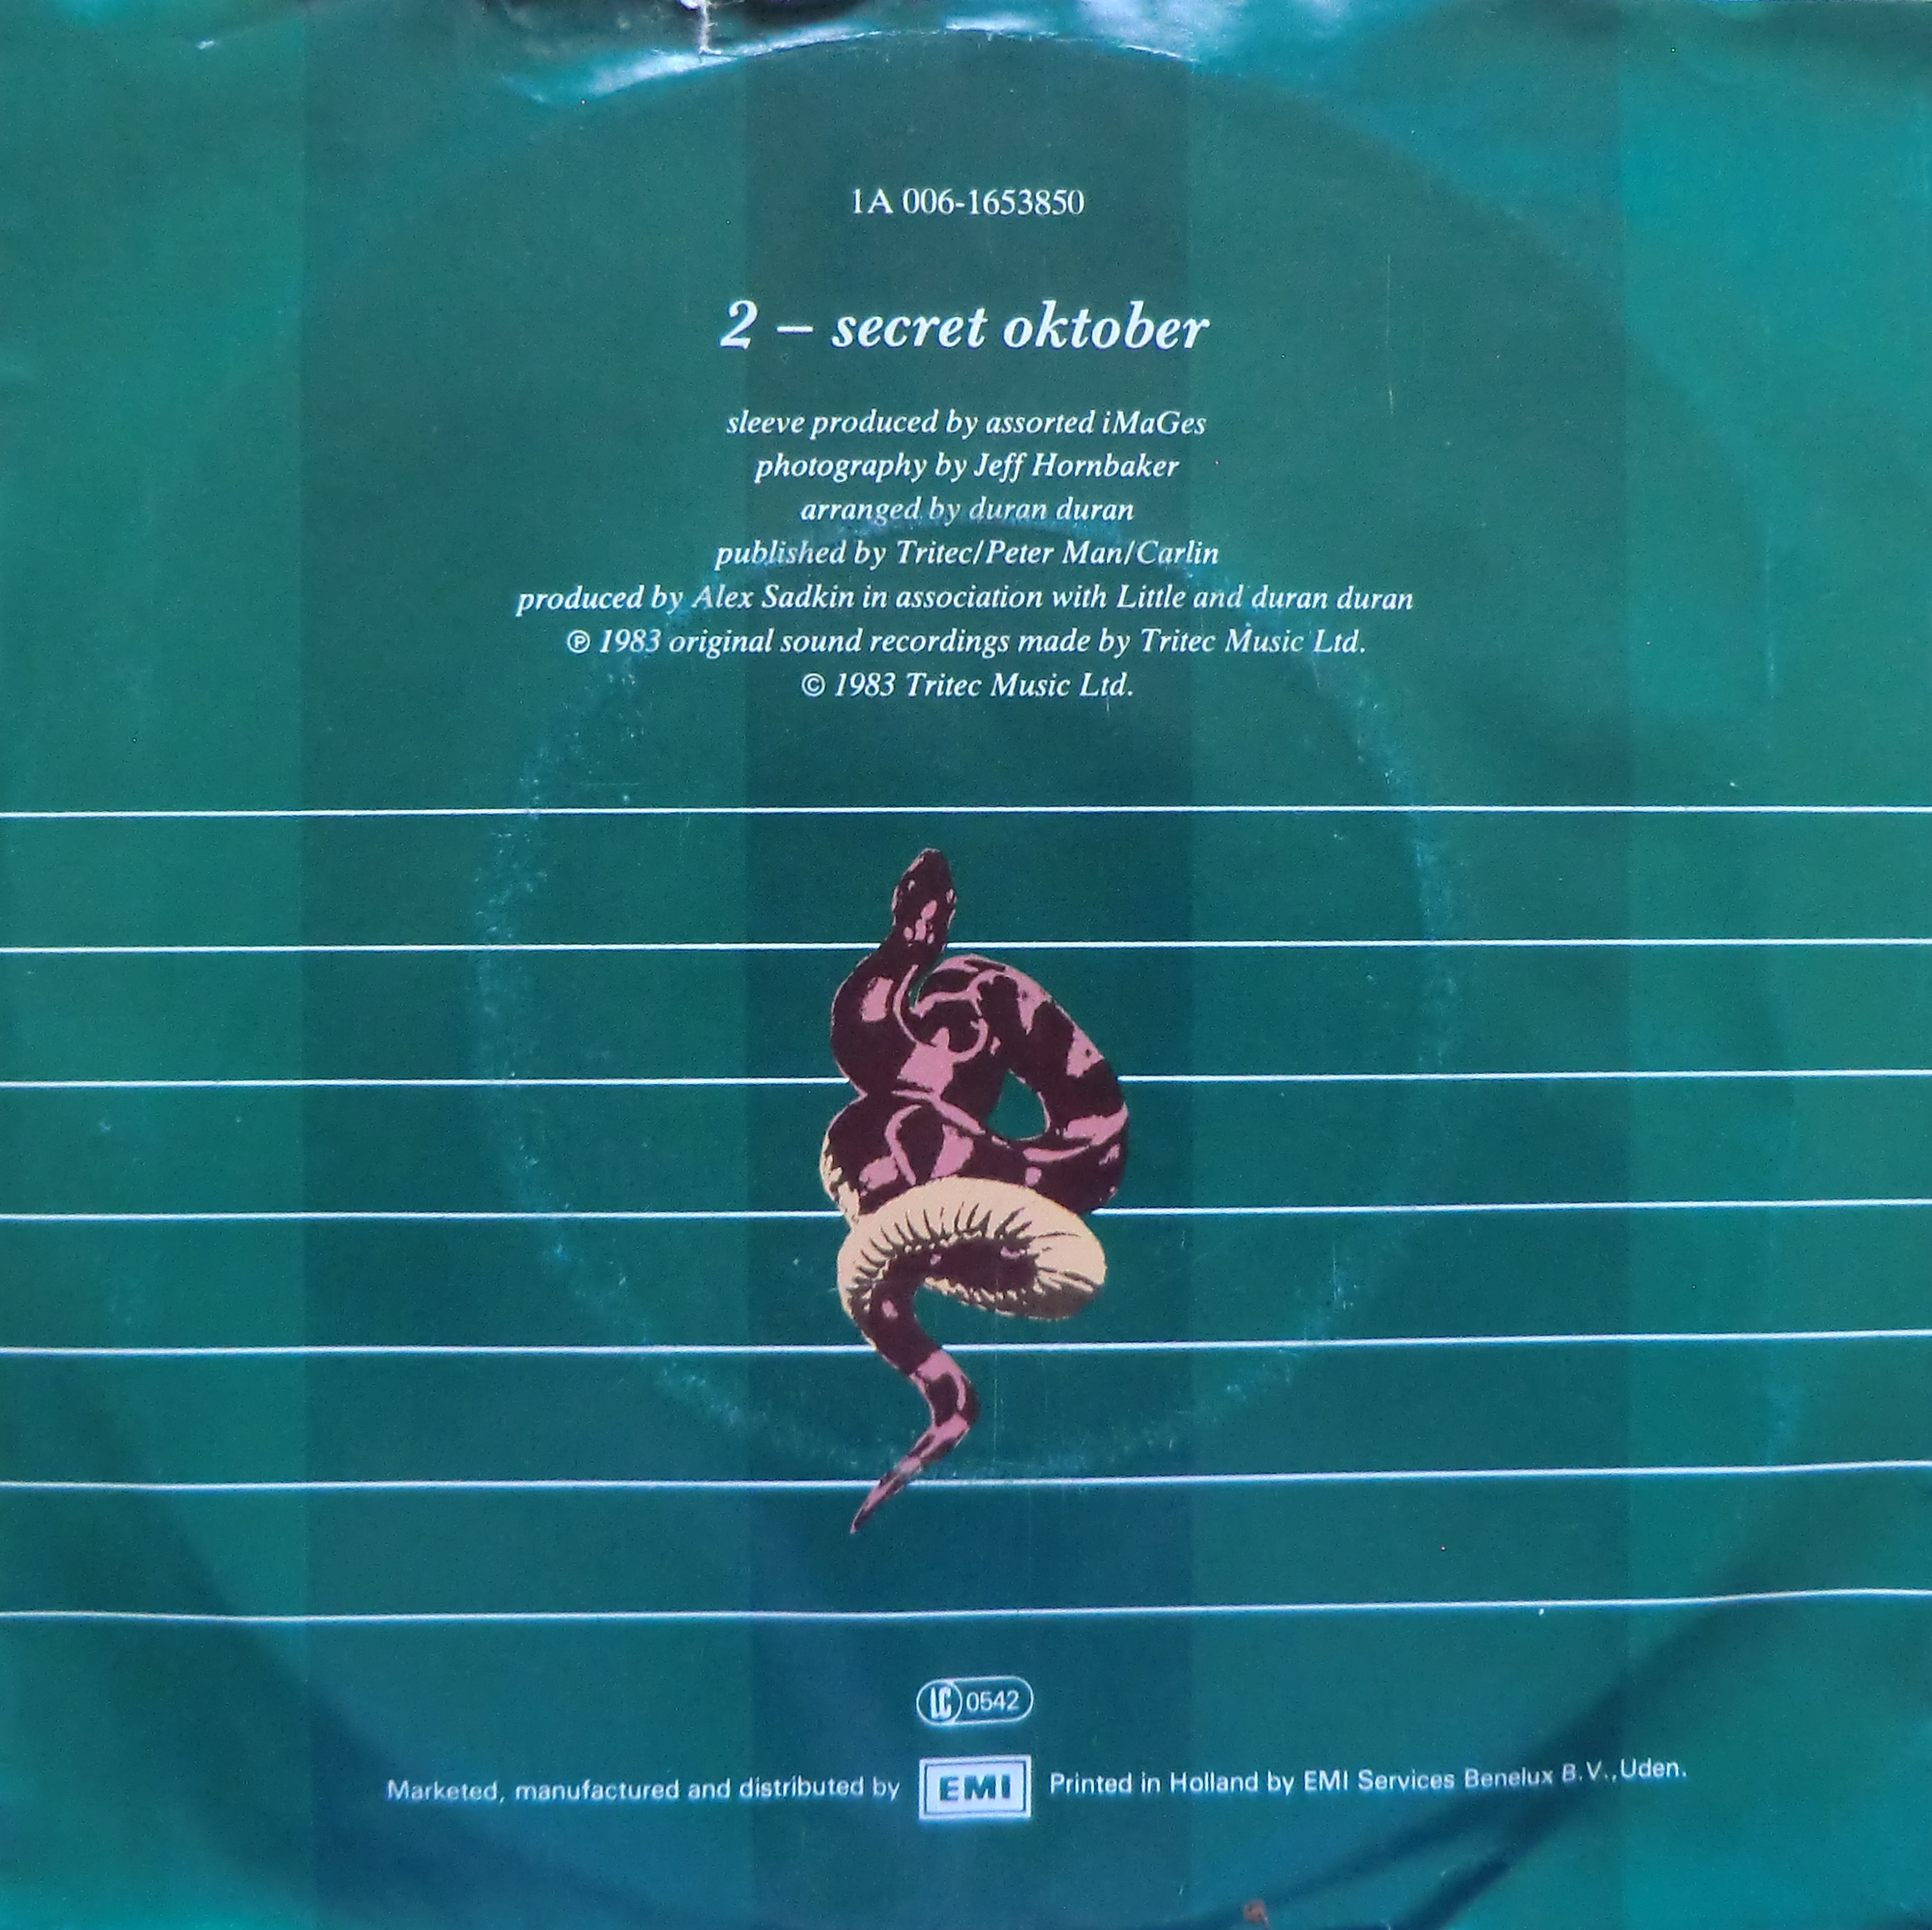 1A 006-1653850
2 – secret oktober
sleeve produced by assorted iMaGes
photography by Jeff Hornbaker
arranged by duran duran
published by Tritec/Peter Man/Carlin
produced by Alex Sadkin in association with Little and duran duran
℗ 1983 original sound recordings made by Tritec Music Ltd.
© 1983 Tritec Music Ltd.
LC 0542
Marketed, manufactured and distributed by EMI Printed in Holland by EMI Services Benelux B.V., Uden.